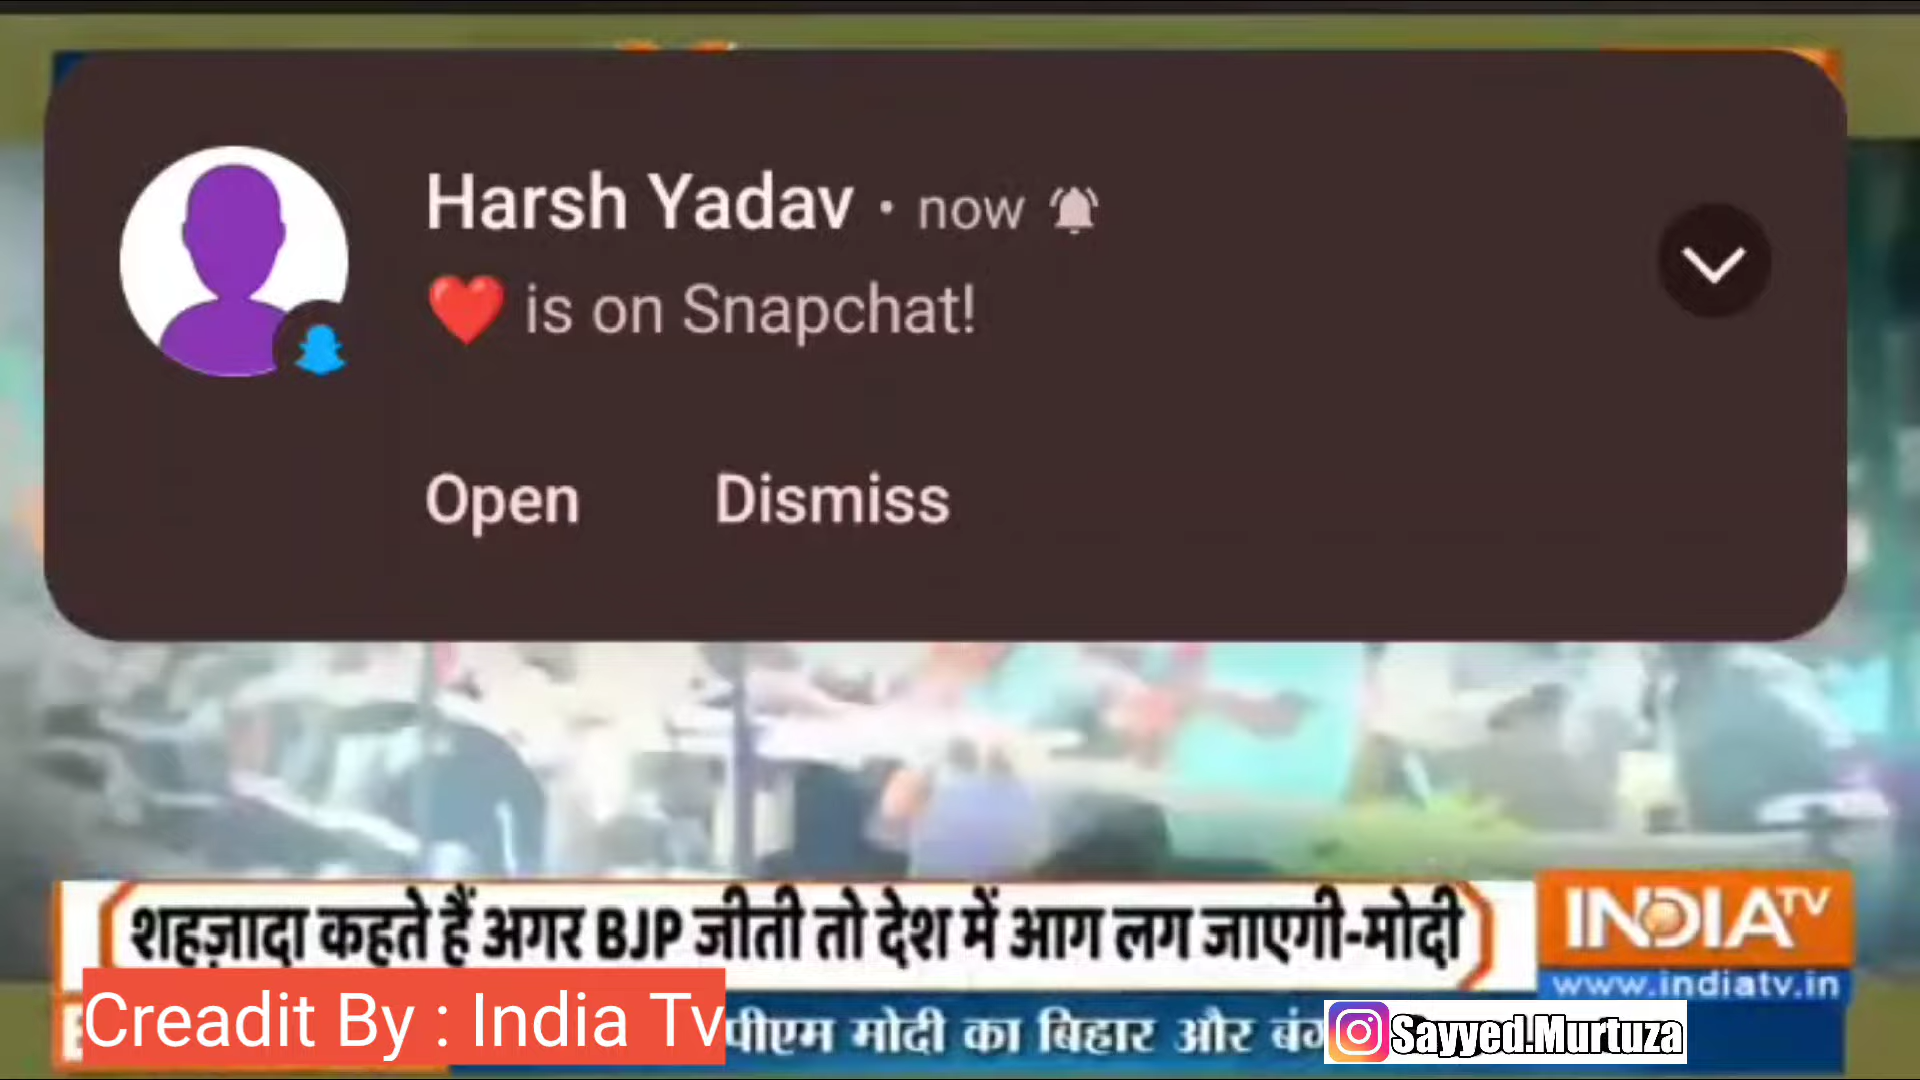 Harsh Yadav · now
❤️ is on Snapchat!
Open Dismiss
शहज़ादा कहते हैं अगर BJP जीती तो देश में आग लग जाएगी-मोदी
INDIA TV
www.indiatv.in
Creadit By : India Tv
पीएम मोदी का बिहार और
Sayyed.Murtuza